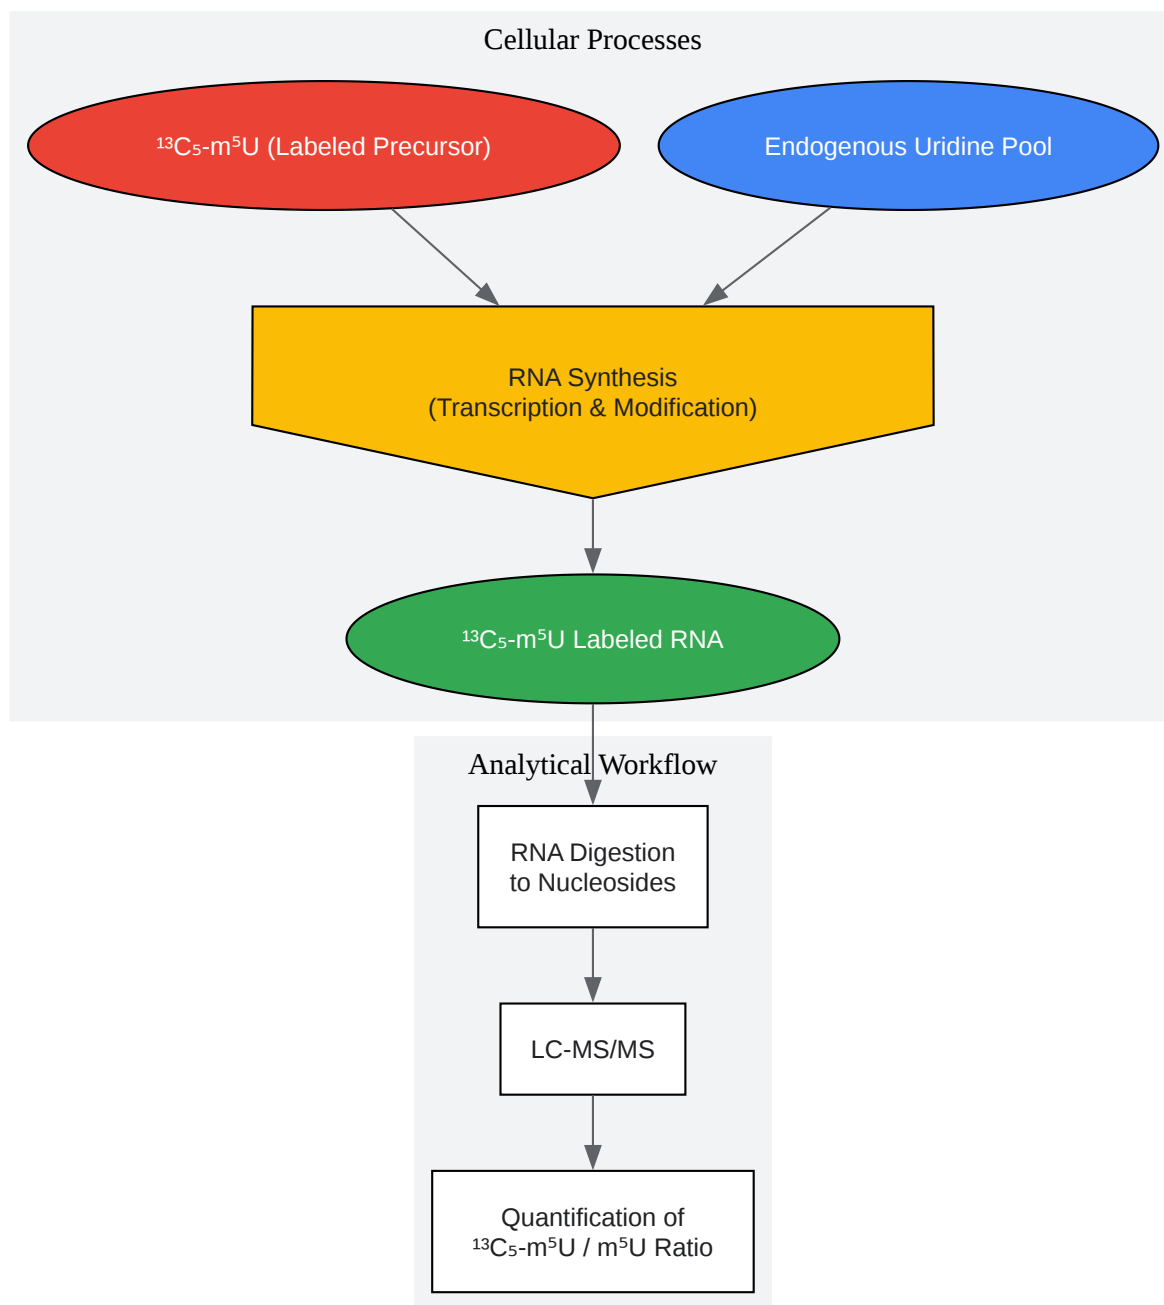 Cellular Processes
¹³C₅-m⁵U (Labeled Precursor)
Endogenous Uridine Pool
RNA Synthesis
(Transcription & Modification)
¹³C₅-m⁵U Labeled RNA
Analytical Workflow
RNA Digestion
to Nucleosides
LC-MS/MS
Quantification of
¹³C₅-m⁵U / m⁵U Ratio